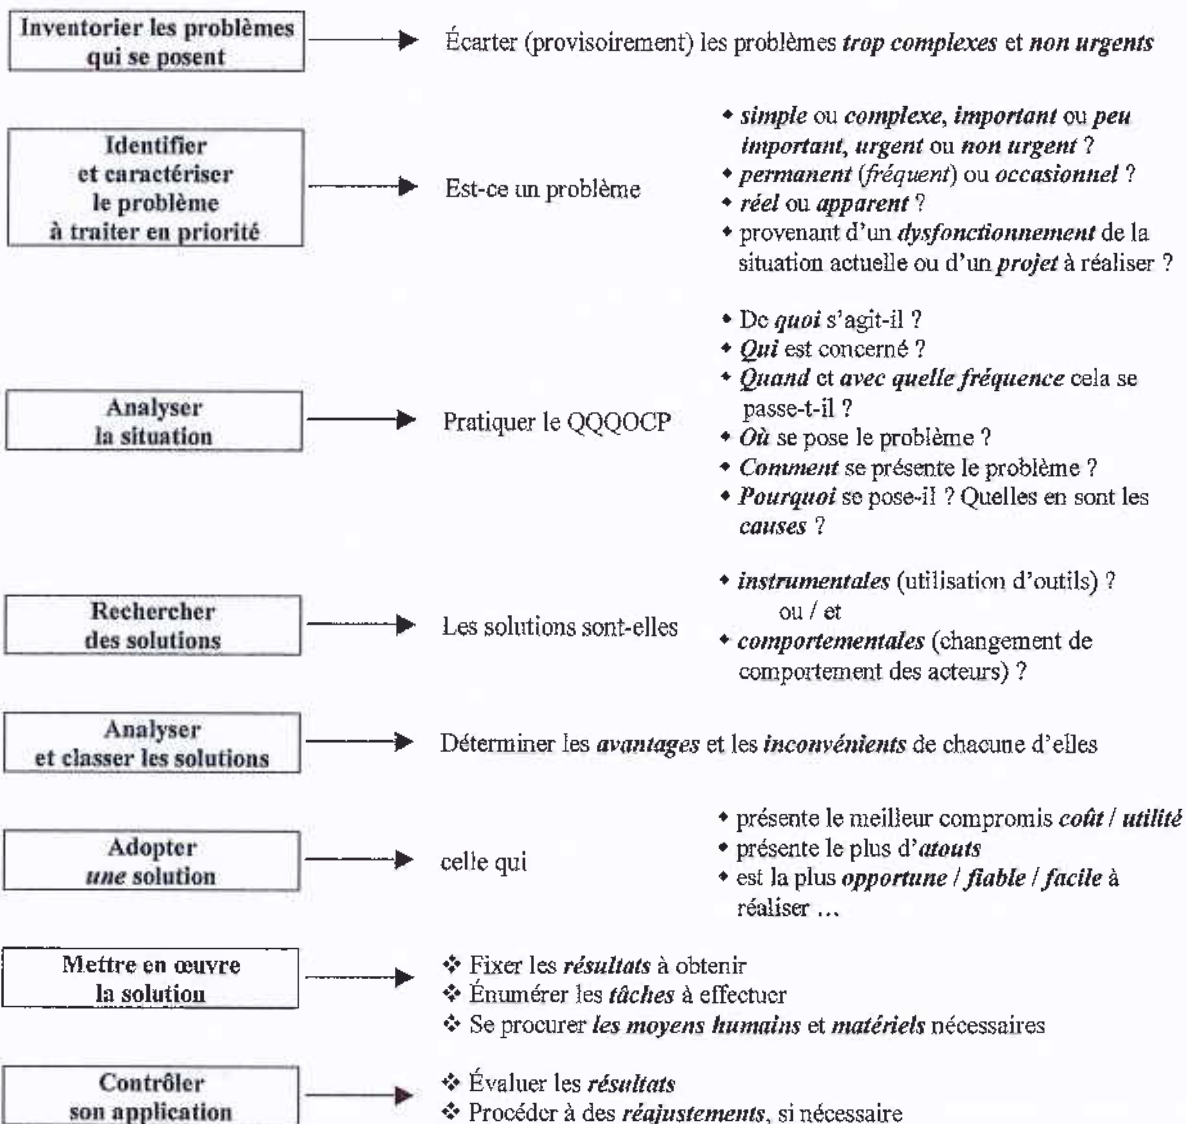 Inventorier les problèmes
qui se posent
Écarter (provisoirement) les problèmes trop complexes et non urgents
Identifier
et caractériser
le problème
à traiter en priorité
Est-ce un problème
◆ simple ou complexe, important ou peu
important, urgent ou non urgent ?
◆ permanent (fréquent) ou occasionnel ?
◆ réel ou apparent ?
◆ provenant d'un dysfonctionnement de la
situation actuelle ou d'un projet à réaliser ?
Analyser
la situation
Pratiquer le QQQOCP
◆ De quoi s'agit-il ?
◆ Qui est concerné ?
◆ Quand et avec quelle fréquence cela se
passe-t-il ?
◆ Où se pose le problème ?
◆ Comment se présente le problème ?
◆ Pourquoi se pose-il ? Quelles en sont les
causes ?
Rechercher
des solutions
Les solutions sont-elles
◆ instrumentales (utilisation d'outils) ?
ou / et
◆ comportementales (changement de
comportement des acteurs) ?
Analyser
et classer les solutions
Déterminer les avantages et les inconvénients de chacune d'elles
Adopter
une solution
celle qui
◆ présente le meilleur compromis coût / utilité
◆ présente le plus d'atouts
◆ est la plus opportune / fiable / facile à
réaliser …
Mettre en œuvre
la solution
❖ Fixer les résultats à obtenir
❖ Énumérer les tâches à effectuer
❖ Se procurer les moyens humains et matériels nécessaires
Contrôler
son application
❖ Évaluer les résultats
❖ Procéder à des réajustements, si nécessaire